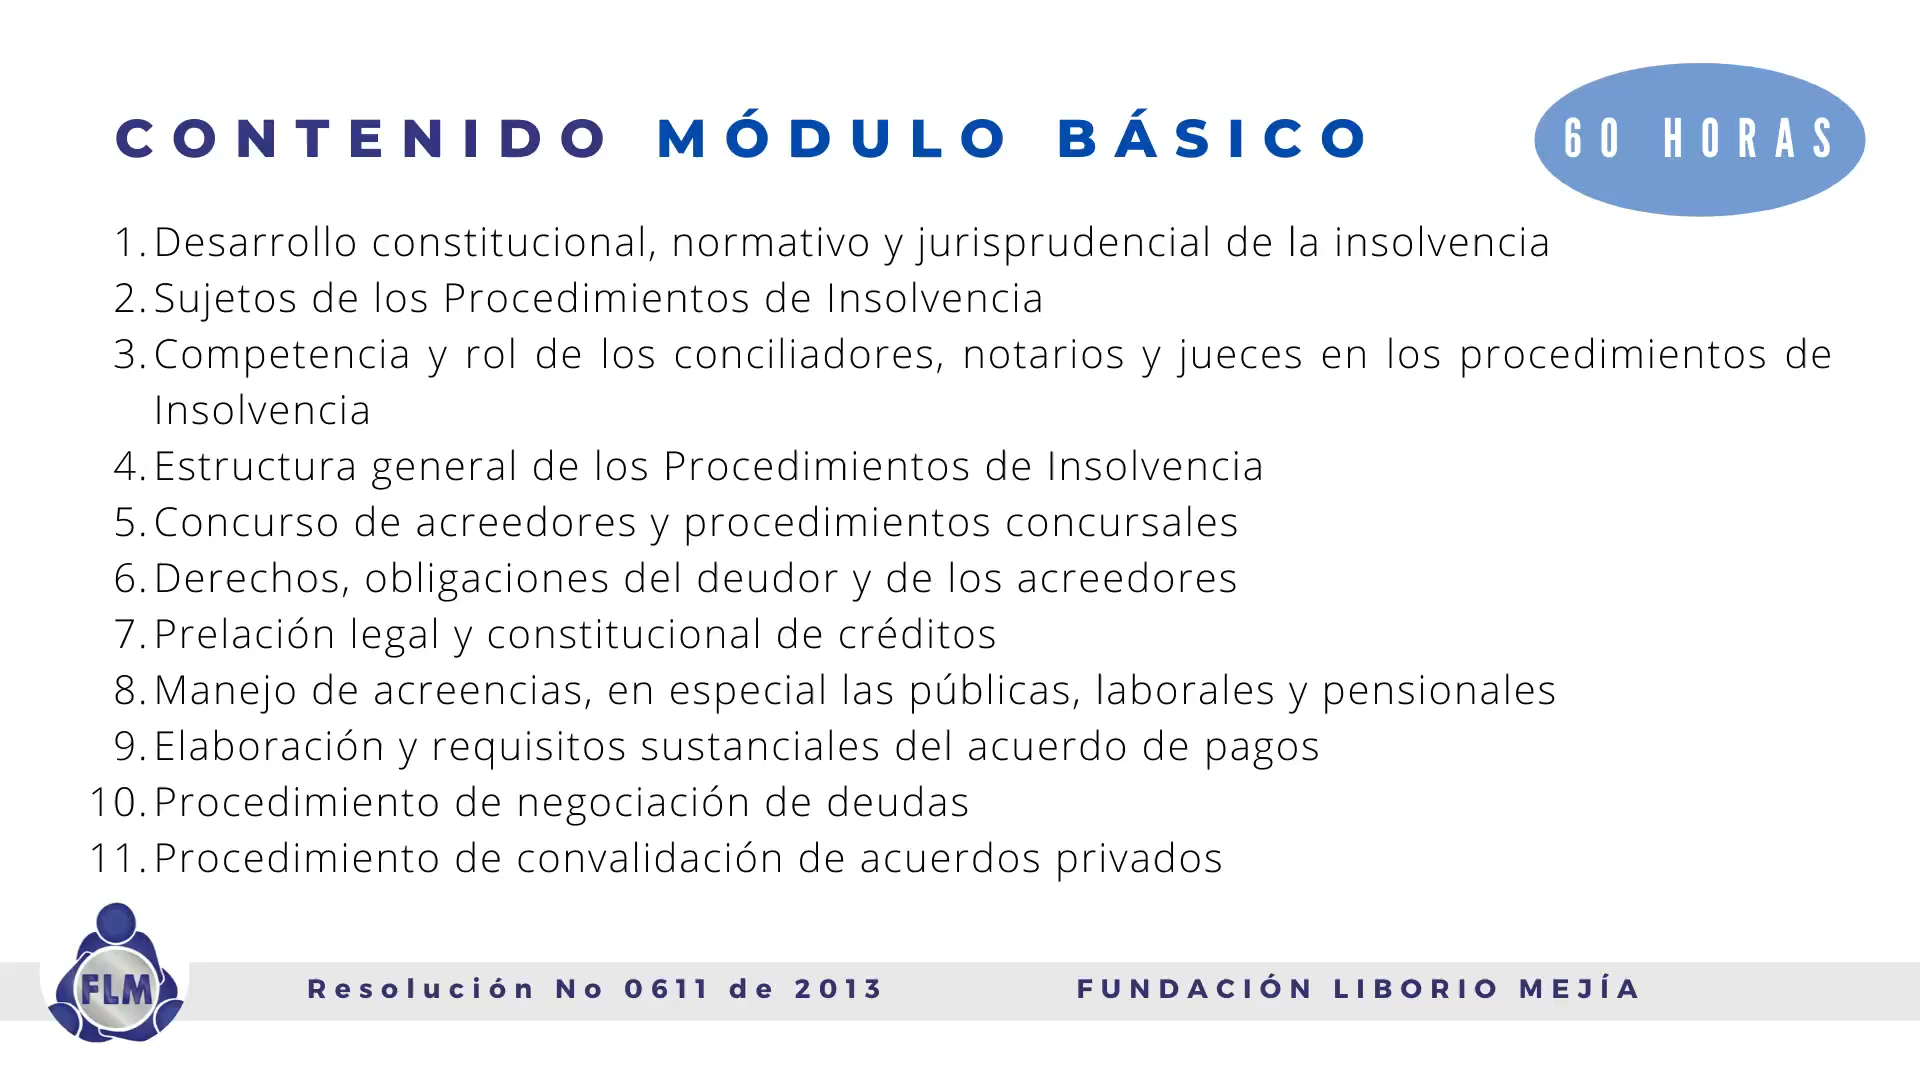 CONTENIDO MÓDULO BÁSICO
60 HORAS
1. Desarrollo constitucional, normativo y jurisprudencial de la insolvencia
2. Sujetos de los Procedimientos de Insolvencia
3. Competencia y rol de los conciliadores, notarios y jueces en los procedimientos de
Insolvencia
4. Estructura general de los Procedimientos de Insolvencia
5. Concurso de acreedores y procedimientos concursales
6. Derechos, obligaciones del deudor y de los acreedores
7. Prelación legal y constitucional de créditos
8. Manejo de acreencias, en especial las públicas, laborales y pensionales
9. Elaboración y requisitos sustanciales del acuerdo de pagos
10. Procedimiento de negociación de deudas
11. Procedimiento de convalidación de acuerdos privados
FLM
Resolución No 0611 de 2013
FUNDACIÓN LIBORIO MEJÍA